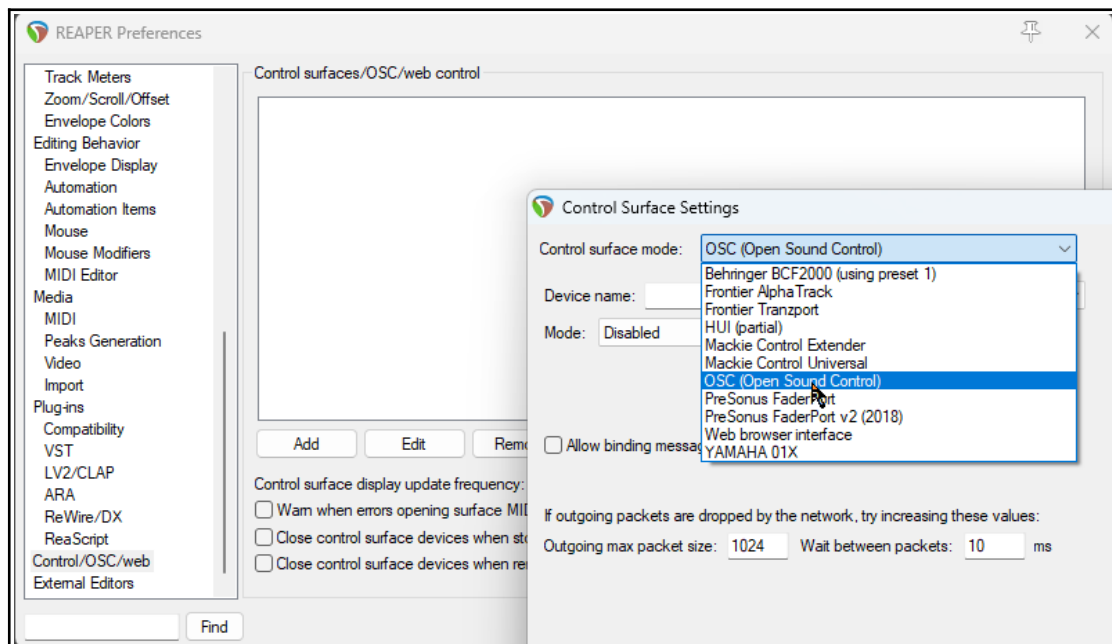 REAPER Preferences
Track Meters
Zoom/Scroll/Offset
Envelope Colors
Editing Behavior
Envelope Display
Automation
Automation Items
Mouse
Mouse Modifiers
MIDI Editor
Media
MIDI
Peaks Generation
Video
Import
Plug-ins
Compatibility
VST
LV2/CLAP
ARA
ReWire/DX
ReaScript
Control/OSC/web
External Editors
Find
Control surfaces/OSC/web control
Add Edit
Control surface display update frequency:
Warn when errors opening surface
Close control surface devices when
Close control surface devices when
Control Surface Settings
Control surface mode: OSC (Open Sound Control)
Behringer BCF2000 (using preset 1)
Frontier AlphaTrack
Frontier Tranzport
HUI (partial)
Mackie Control Extender
Mackie Control Universal
OSC (Open Sound Control)
PreSonus FaderPort
PreSonus FaderPort v2 (2018)
Web browser interface
YAMAHA 01X
Device name:
Mode: Disabled
Allow binding
If outgoing packets are dropped by the network, try increasing these values:
Outgoing max packet size: 1024 Wait between packets: 10 ms